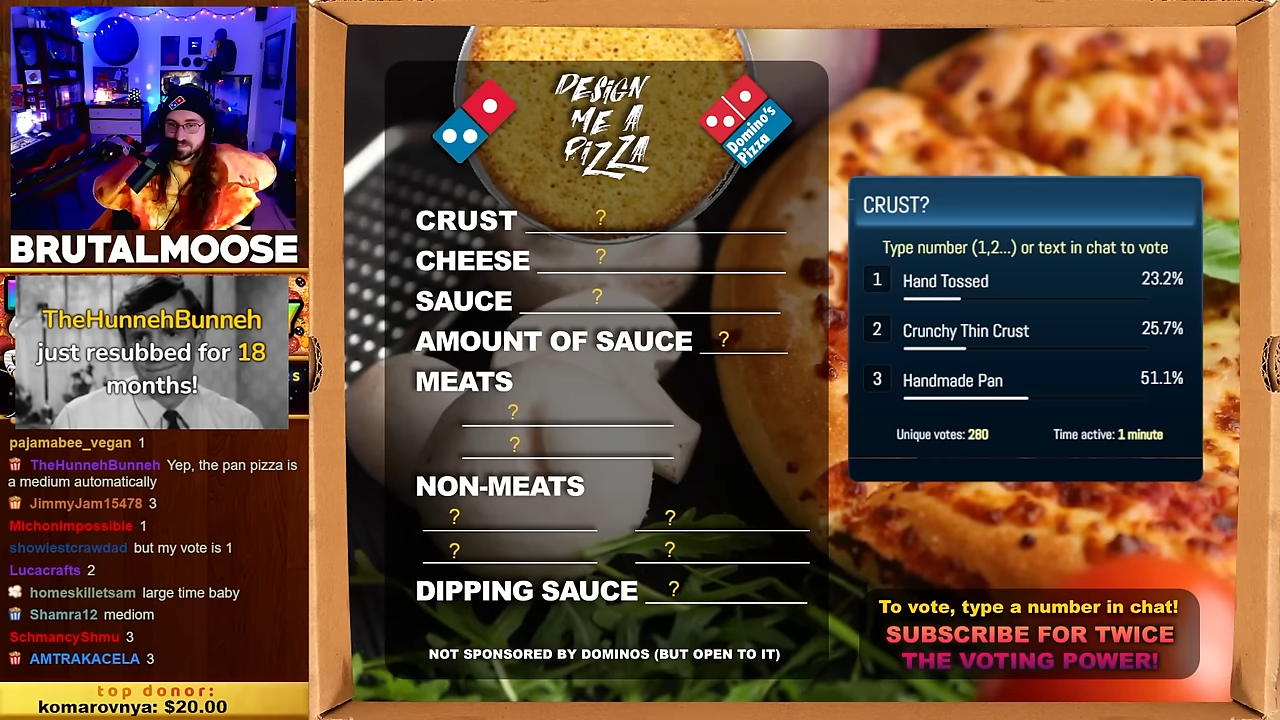 BRUTALMOOSE
TheHunnehBunneh
just resubbed for 18
months!
pajamabee_vegan 1
TheHunnehBunneh Yep, the pan pizza is
a medium automatically
JimmyJam15478 3
MichonImpossible 1
showlestcrawdad but my vote is 1
Lucacrafts 2
homeskilletsam large time baby
Shamra12 mediom
SchmancyShmu 3
AMTRAKACELA 3
top donor:
komarovnya: $20.00
DESIGN
ME A
PIZZA
Domino's
Pizza
CRUST ?
CHEESE ?
SAUCE ?
AMOUNT OF SAUCE ?
MEATS
?
?
NON-MEATS
? ?
? ?
DIPPING SAUCE ?
NOT SPONSORED BY DOMINOS (BUT OPEN TO IT)
CRUST?
Type number (1,2...) or text in chat to vote
1 Hand Tossed 23.2%
2 Crunchy Thin Crust 25.7%
3 Handmade Pan 51.1%
Unique votes: 280 Time active: 1 minute
To vote, type a number in chat!
SUBSCRIBE FOR TWICE
THE VOTING POWER!